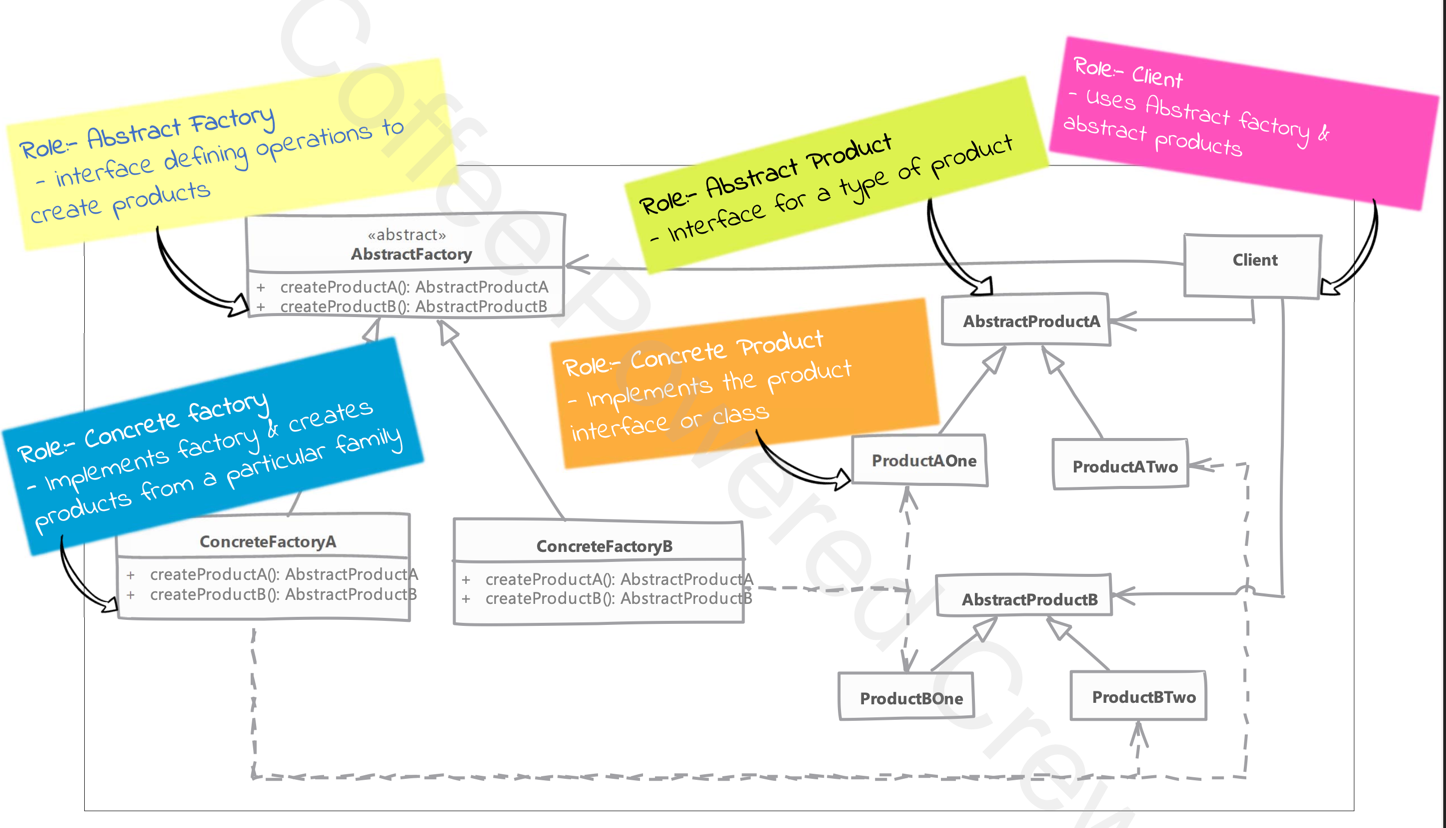 Role:- Abstract Factory
- interface defining operations to
create products
Role:- Abstract Product
- Interface for a type of product
Role:- Client
- Uses Abstract factory &
abstract products
«abstract»
AbstractFactory
+ createProductA(): AbstractProductA
+ createProductB(): AbstractProductB
Client
AbstractProductA
Role:- Concrete Product
- Implements the product
interface or class
Role:- Concrete factory
- Implements factory & creates
products from a particular family
ProductAOne
ProductATwo
ConcreteFactoryA
+ createProductA(): AbstractProductA
+ createProductB(): AbstractProductB
ConcreteFactoryB
+ createProductA(): AbstractProductA
+ createProductB(): AbstractProductB
AbstractProductB
ProductBOne
ProductBTwo
Coffee Powered Crew